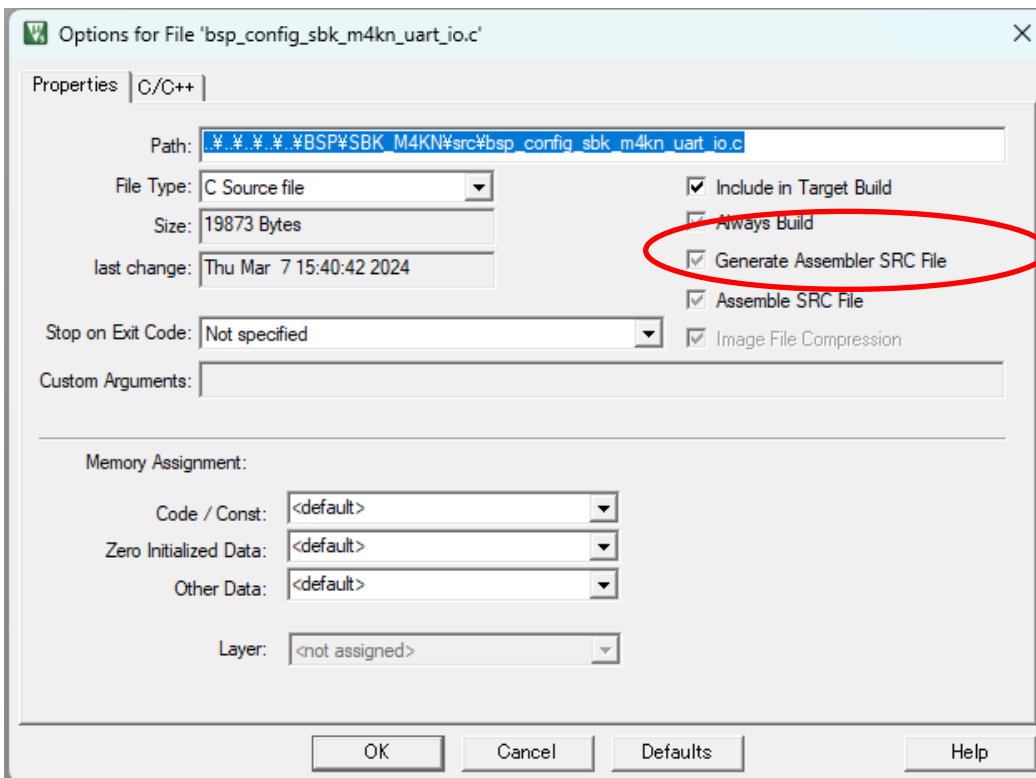 Options for File 'bsp_config_sbk_m4kn_uart_io.c'
Properties
C/C++
Path: ..¥..¥..¥..¥..¥BSP¥SBK_M4KN¥src¥bsp_config_sbk_m4kn_uart_io.c
File Type: C Source file
Include in Target Build
Size: 19873 Bytes
Always Build
last change: Thu Mar 7 15:40:42 2024
Generate Assembler SRC File
Assemble SRC File
Stop on Exit Code: Not specified
Image File Compression
Custom Arguments:
Memory Assignment:
Code / Const: <default>
Zero Initialized Data: <default>
Other Data: <default>
Layer: <not assigned>
OK
Cancel
Defaults
Help